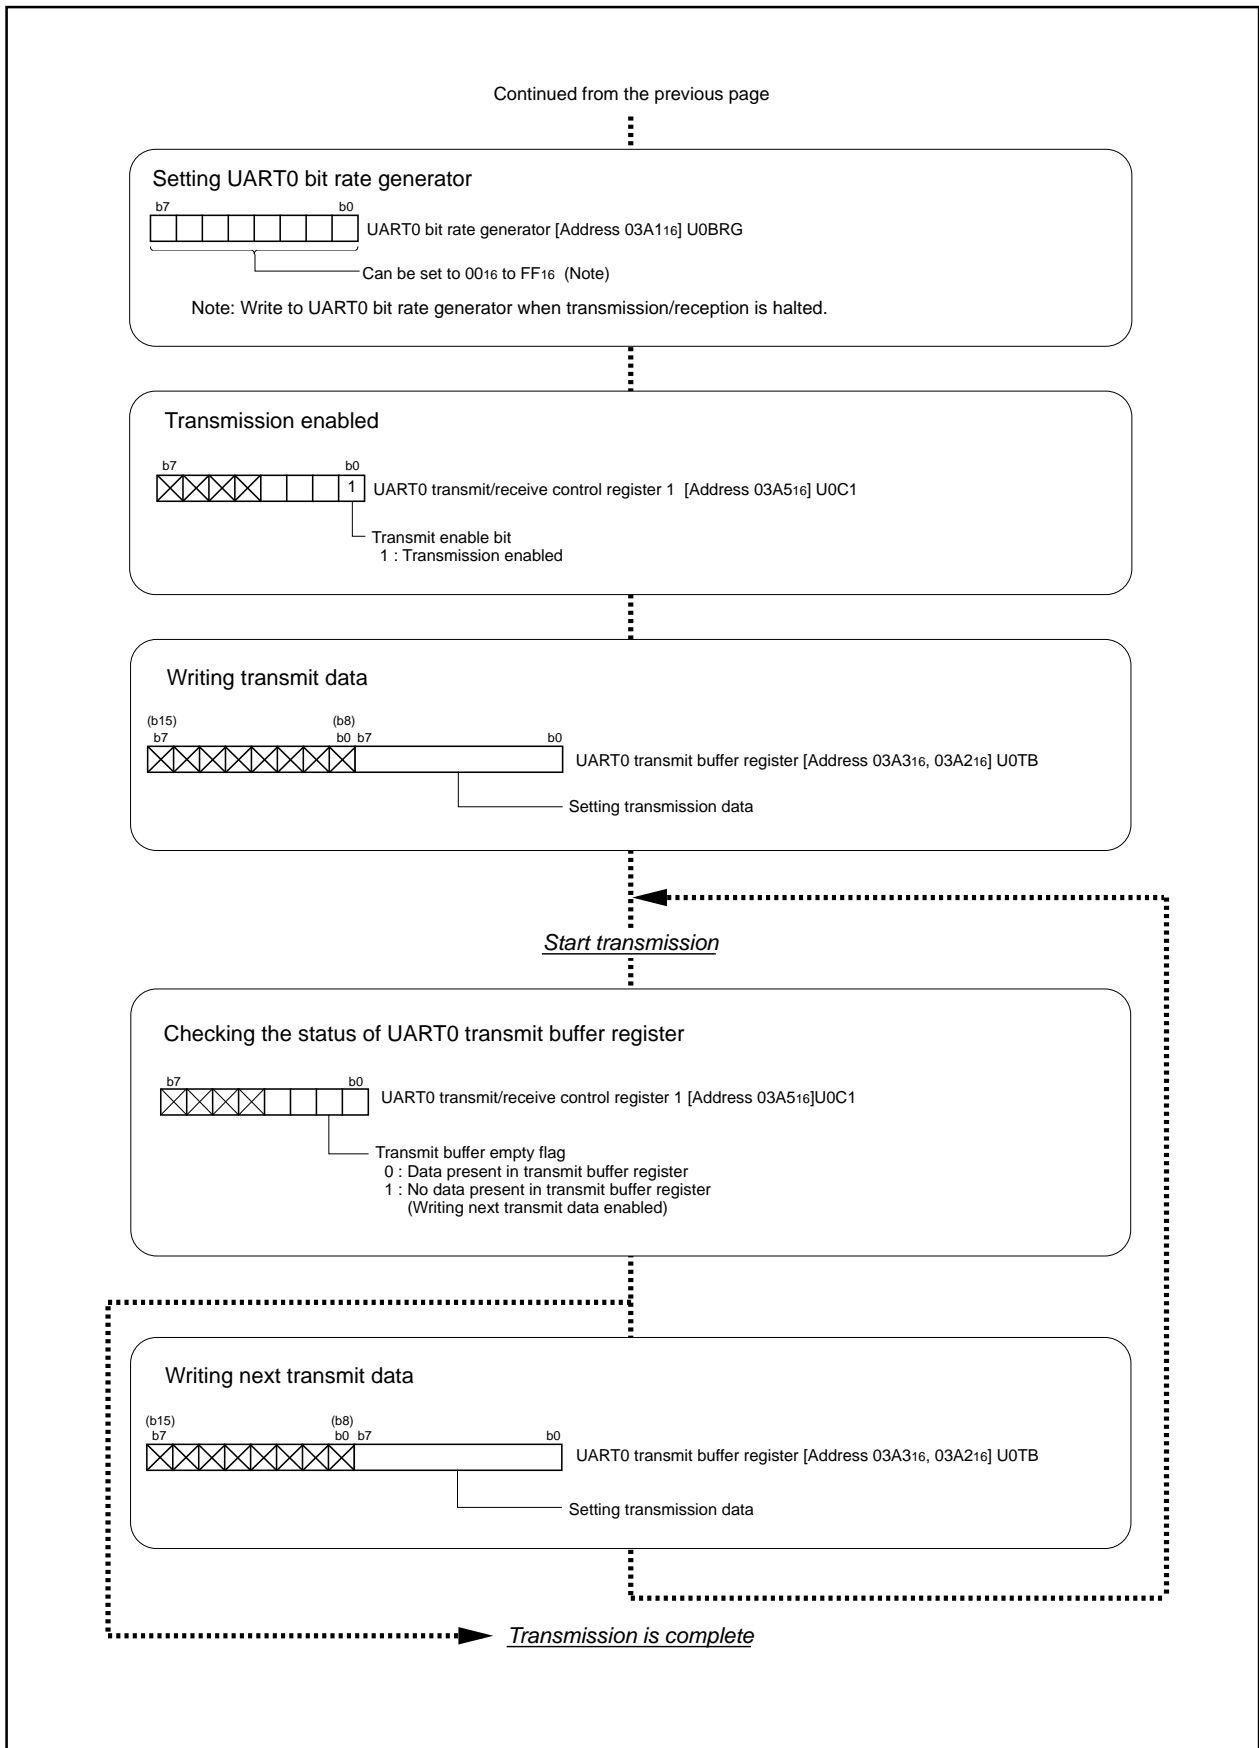 Continued from the previous page
Setting UART0 bit rate generator
b7 b0
UART0 bit rate generator [Address 03A116] U0BRG
Can be set to 0016 to FF16 (Note)
Note: Write to UART0 bit rate generator when transmission/reception is halted.
Transmission enabled
b7 b0
1 UART0 transmit/receive control register 1 [Address 03A516] U0C1
Transmit enable bit
1 : Transmission enabled
Writing transmit data
(b15) (b8)
b7 b0 b7 b0
UART0 transmit buffer register [Address 03A316, 03A216] U0TB
Setting transmission data
Start transmission
Checking the status of UART0 transmit buffer register
b7 b0
UART0 transmit/receive control register 1 [Address 03A516]U0C1
Transmit buffer empty flag
0 : Data present in transmit buffer register
1 : No data present in transmit buffer register
(Writing next transmit data enabled)
Writing next transmit data
(b15) (b8)
b7 b0 b7 b0
UART0 transmit buffer register [Address 03A316, 03A216] U0TB
Setting transmission data
Transmission is complete